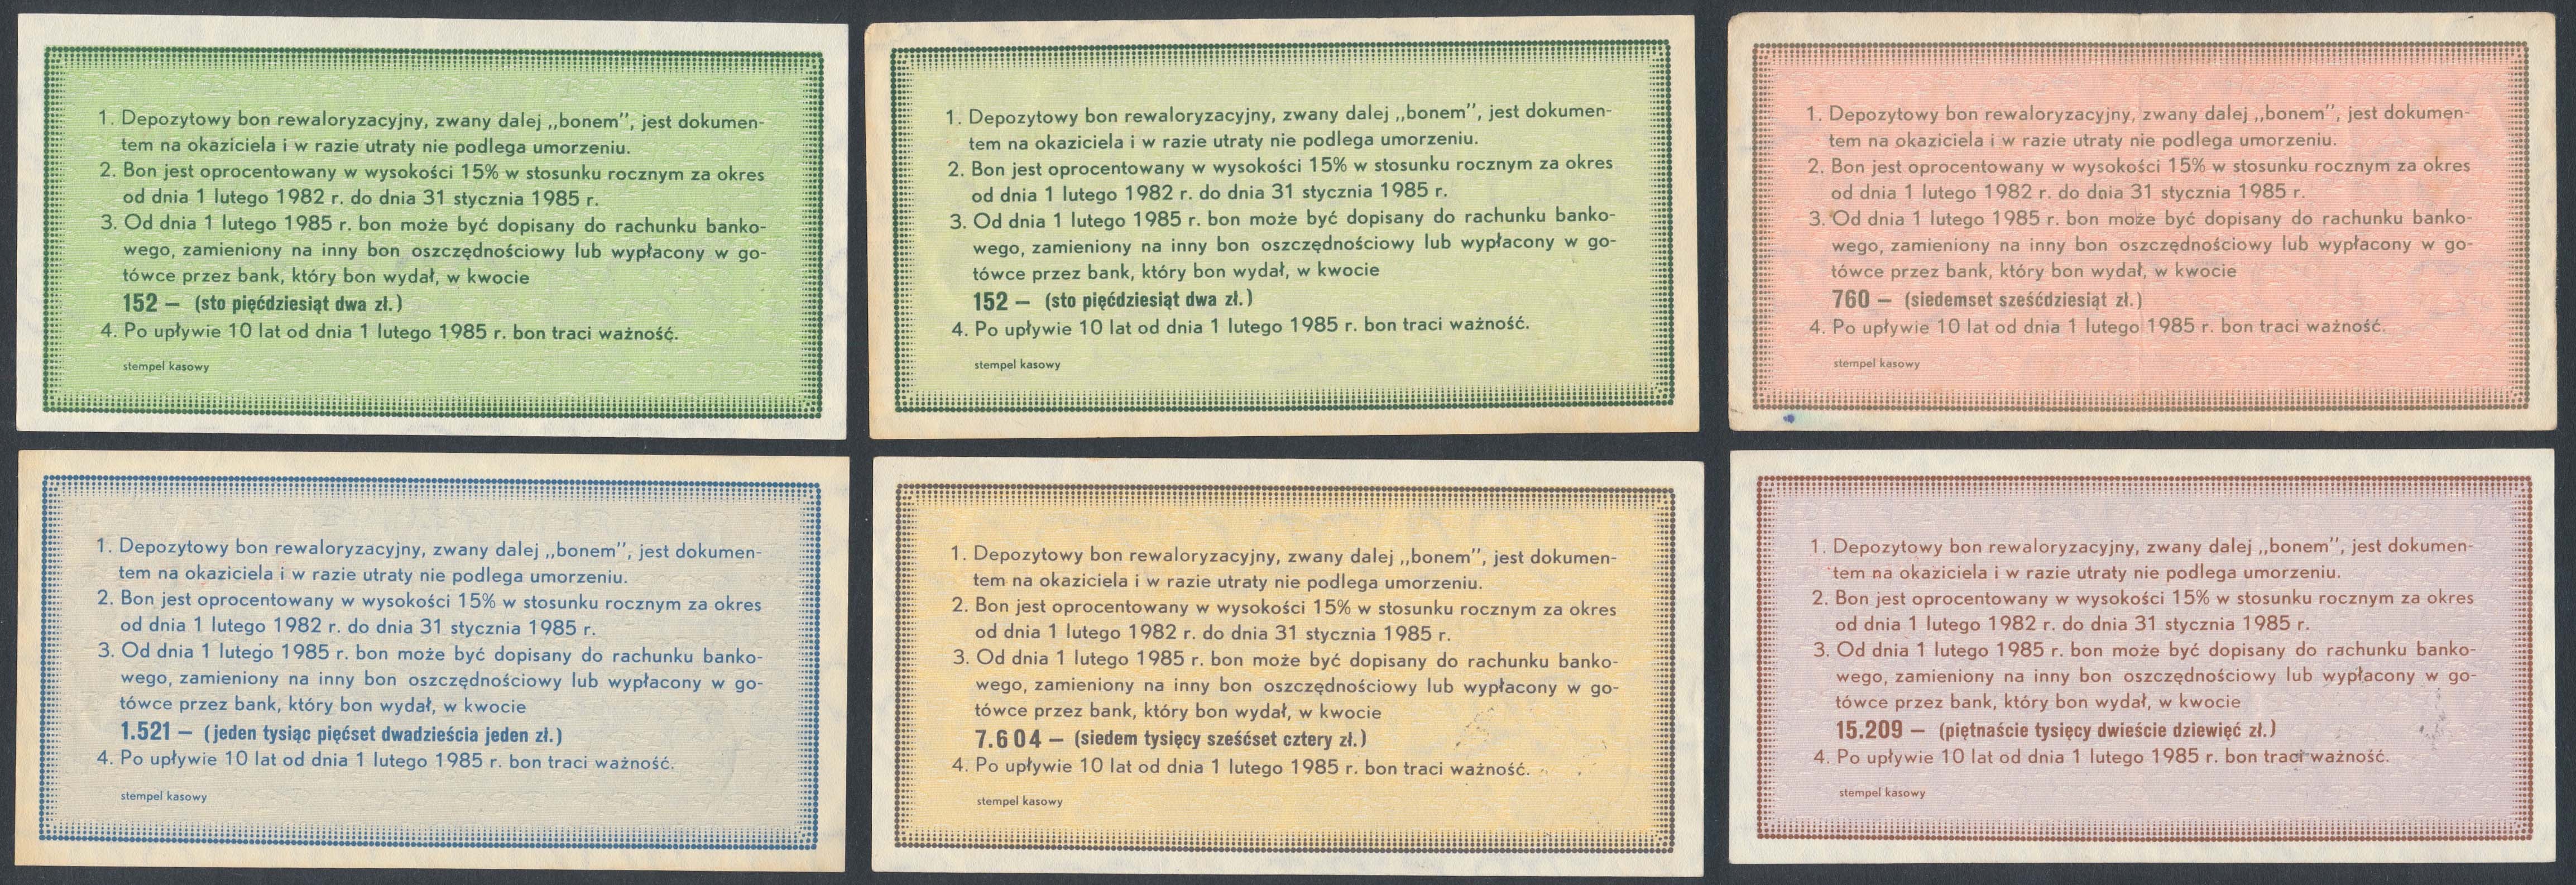 1. Depozytowy bon rewaloryzacyjny, zwany dalej ,,bonem", jest dokumen-
tem na okaziciela i w razie utraty nie podlega umorzeniu.
2. Bon jest oprocentowany w wysokości 15% w stosunku rocznym za okres
od dnia 1 lutego 1982 r. do dnia 31 stycznia 1985 r.
3. Od dnia 1 lutego 1985 r. bon może być dopisany do rachunku banko-
wego, zamieniony na inny bon oszczędnościowy lub wypłacony w go-
tówce przez bank, który bon wydał, w kwocie
152 — (sto pięćdziesiąt dwa zł.)
4. Po upływie 10 lat od dnia 1 lutego 1985 r. bon traci ważność.
stempel kasowy
1. Depozytowy bon rewaloryzacyjny, zwany dalej ,,bonem", jest dokumen-
tem na okaziciela i w razie utraty nie podlega umorzeniu.
2. Bon jest oprocentowany w wysokości 15% w stosunku rocznym za okres
od dnia 1 lutego 1982 r. do dnia 31 stycznia 1985 r.
3. Od dnia 1 lutego 1985 r. bon może być dopisany do rachunku banko-
wego, zamieniony na inny bon oszczędnościowy lub wypłacony w go-
tówce przez bank, który bon wydał, w kwocie
152 — (sto pięćdziesiąt dwa zł.)
4. Po upływie 10 lat od dnia 1 lutego 1985 r. bon traci ważność.
stempel kasowy
1. Depozytowy bon rewaloryzacyjny, zwany dalej ,,bonem", jest dokumen-
tem na okaziciela i w razie utraty nie podlega umorzeniu.
2. Bon jest oprocentowany w wysokości 15% w stosunku rocznym za okres
od dnia 1 lutego 1982 r. do dnia 31 stycznia 1985 r.
3. Od dnia 1 lutego 1985 r. bon może być dopisany do rachunku banko-
wego, zamieniony na inny bon oszczędnościowy lub wypłacony w go-
tówce przez bank, który bon wydał, w kwocie
760 — (siedemset sześćdziesiąt zł.)
4. Po upływie 10 lat od dnia 1 lutego 1985 r. bon traci ważność.
stempel kasowy
1. Depozytowy bon rewaloryzacyjny, zwany dalej ,,bonem", jest dokumen-
tem na okaziciela i w razie utraty nie podlega umorzeniu.
2. Bon jest oprocentowany w wysokości 15% w stosunku rocznym za okres
od dnia 1 lutego 1982 r. do dnia 31 stycznia 1985 r.
3. Od dnia 1 lutego 1985 r. bon może być dopisany do rachunku banko-
wego, zamieniony na inny bon oszczędnościowy lub wypłacony w go-
tówce przez bank, który bon wydał, w kwocie
1.521 — (jeden tysiąc pięćset dwadzieścia jeden zł.)
4. Po upływie 10 lat od dnia 1 lutego 1985 r. bon traci ważność.
stempel kasowy
1. Depozytowy bon rewaloryzacyjny, zwany dalej ,,bonem", jest dokumen-
tem na okaziciela i w razie utraty nie podlega umorzeniu.
2. Bon jest oprocentowany w wysokości 15% w stosunku rocznym za okres
od dnia 1 lutego 1982 r. do dnia 31 stycznia 1985 r.
3. Od dnia 1 lutego 1985 r. bon może być dopisany do rachunku banko-
wego, zamieniony na inny bon oszczędnościowy lub wypłacony w go-
tówce przez bank, który bon wydał, w kwocie
7.604 — (siedem tysięcy sześćset cztery zł.)
4. Po upływie 10 lat od dnia 1 lutego 1985 r. bon traci ważność.
stempel kasowy
1. Depozytowy bon rewaloryzacyjny, zwany dalej ,,bonem", jest dokumen-
tem na okaziciela i w razie utraty nie podlega umorzeniu.
2. Bon jest oprocentowany w wysokości 15% w stosunku rocznym za okres
od dnia 1 lutego 1982 r. do dnia 31 stycznia 1985 r.
3. Od dnia 1 lutego 1985 r. bon może być dopisany do rachunku banko-
wego, zamieniony na inny bon oszczędnościowy lub wypłacony w go-
tówce przez bank, który bon wydał, w kwocie
15.209 — (piętnaście tysięcy dwieście dziewięć zł.)
4. Po upływie 10 lat od dnia 1 lutego 1985 r. bon traci ważność.
stempel kasowy